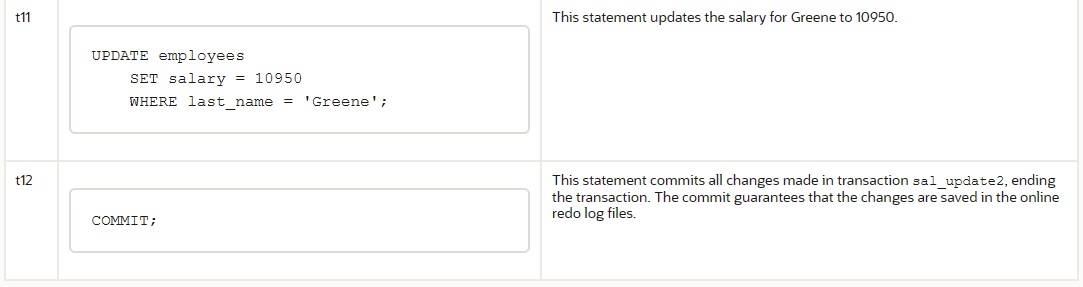 t11
UPDATE employees
SET salary = 10950
WHERE last_name = 'Greene';
This statement updates the salary for Greene to 10950.
t12
COMMIT;
This statement commits all changes made in transaction sal_update2, ending
the transaction. The commit guarantees that the changes are saved in the online
redo log files.